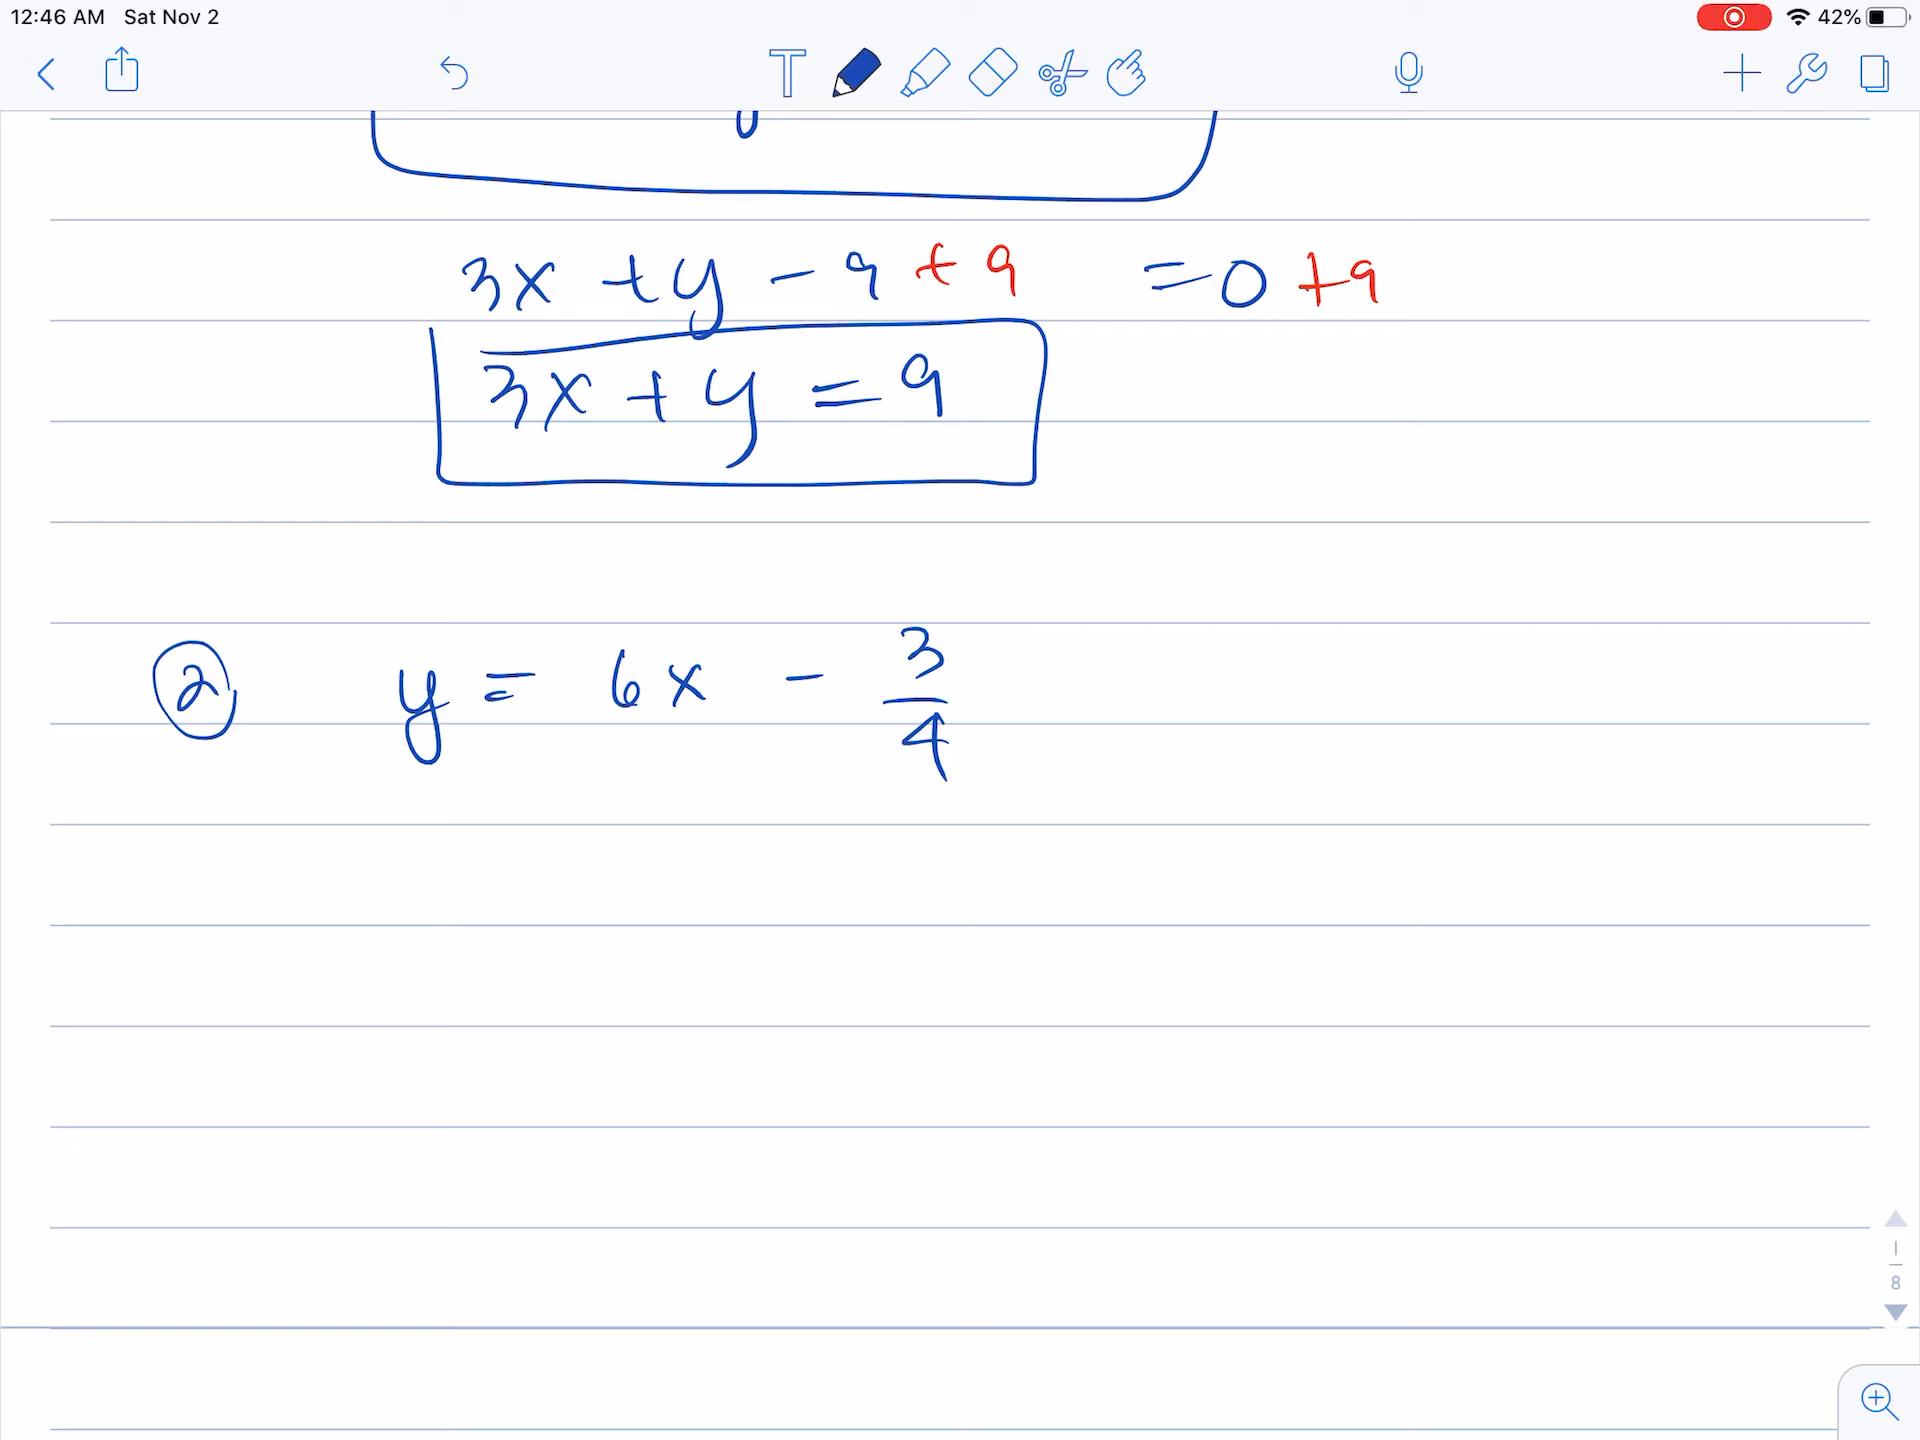 12:46 AM Sat Nov 2 42%
T
3x + y - 9 + 9 = 0 + 9
3x + y = 9
2 y = 6x - 3/4
1
8